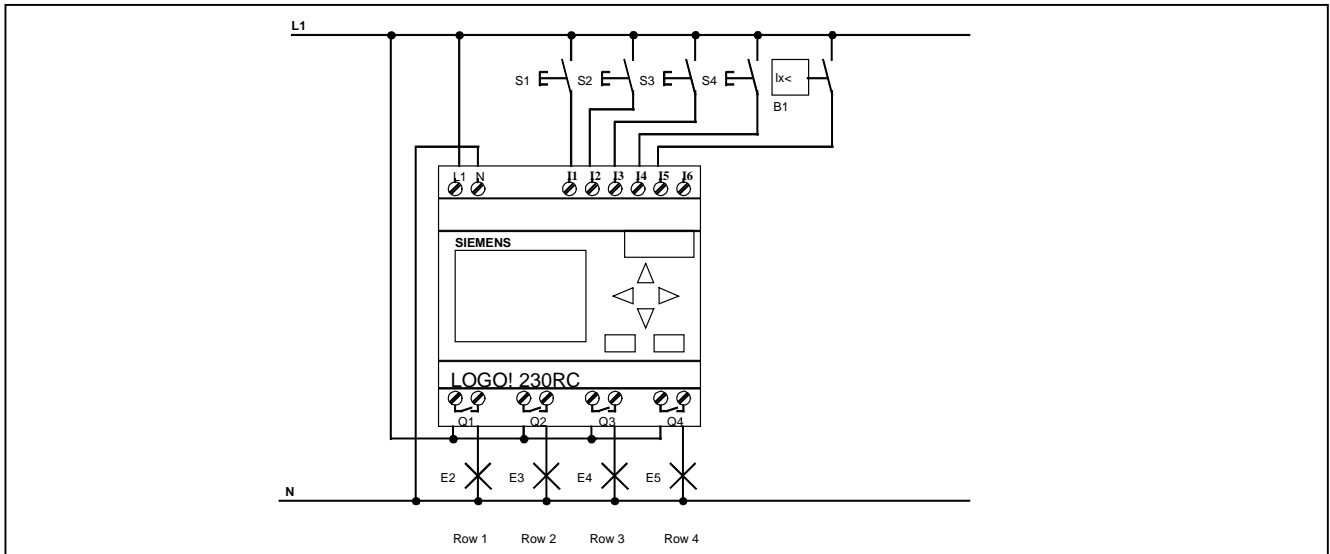 L1
S1 S2 S3 S4 Ix<
B1
L1 N I1 I2 I3 I4 I5 I6
SIEMENS
LOGO! 230RC
Q1 Q2 Q3 Q4
E2 E3 E4 E5
N
Row 1 Row 2 Row 3 Row 4